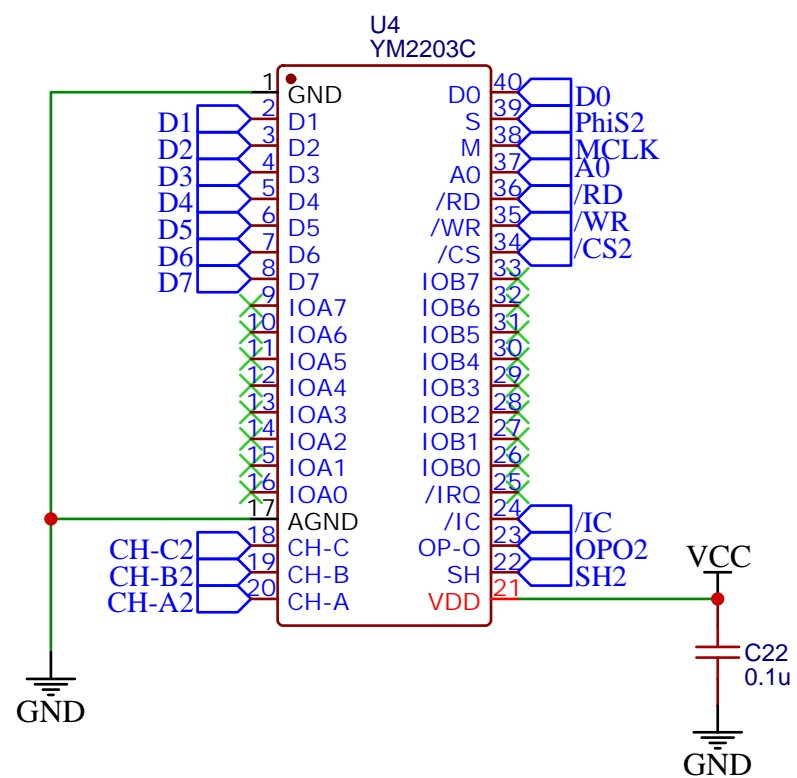 U4
YM2203C
1 GND D0 40 D0
D1 2 D1 S 39 PhiS2
D2 3 D2 M 38 MCLK
D3 4 D3 A0 37 A0
D4 5 D4 /RD 36 /RD
D5 6 D5 /WR 35 /WR
D6 7 D6 /CS 34 /CS2
D7 8 D7 IOB7 33
9 IOA7 IOB6 32
10 IOA6 IOB5 31
11 IOA5 IOB4 30
12 IOA4 IOB3 29
13 IOA3 IOB2 28
14 IOA2 IOB1 27
15 IOA1 IOB0 26
16 IOA0 /IRQ 25
17 AGND /IC 24 /IC
CH-C2 18 CH-C OP-O 23 OPO2
CH-B2 19 CH-B SH 22 SH2
CH-A2 20 CH-A VDD 21
VCC
C22
0.1u
GND
GND